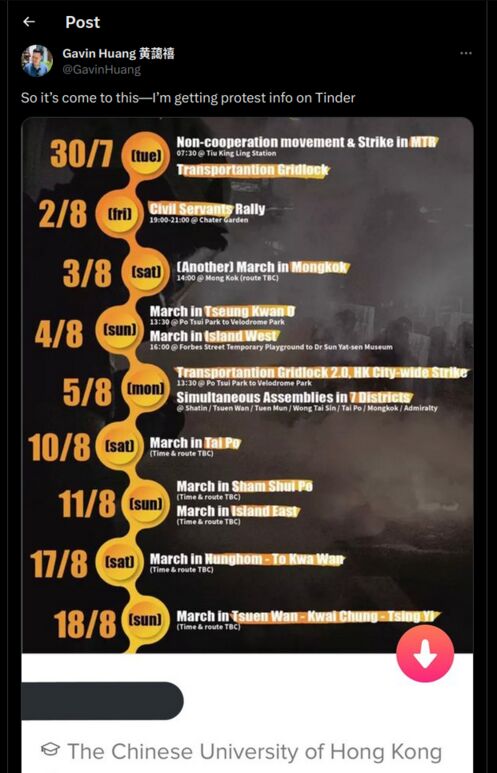 Post
Gavin Huang 黄藹禧
@GavinHuang
So it's come to this—I'm getting protest info on Tinder
30/7 (tue) Non-cooperation movement & Strike in MTR
07:30 @ Tiu King Ling Station
Transportantion Gridlock
2/8 (fri) Civil Servants Rally
19:00-21:00 @ Chater Garden
3/8 (sat) (Another) March in Mongkok
14:00 @ Mong Kok (route TBC)
4/8 (sun) March in Tseung Kwan O
13:30 @ Po Tsui Park to Velodrome Park
March in Island West
16:00 @ Forbes Street Temporary Playground to Dr Sun Yat-sen Museum
5/8 (mon) Transportantion Gridlock 2.0, HK City-wide Strike
13:30 @ Po Tsui Park to Velodrome Park
Simultaneous Assemblies in 7 Districts
@ Shatin / Tsuen Wan / Tuen Mun / Wong Tai Sin / Tai Po / Mongkok / Admiralty
10/8 (sat) March in Tai Po
(Time & route TBC)
11/8 (sun) March in Sham Shui Po
(Time & route TBC)
March in Island East
(Time & route TBC)
17/8 (sat) March in Hunghom - To Kwa Wan
(Time & route TBC)
18/8 (sun) March in Tsuen Wan - Kwai Chung - Tsing Yi
(Time & route TBC)
The Chinese University of Hong Kong